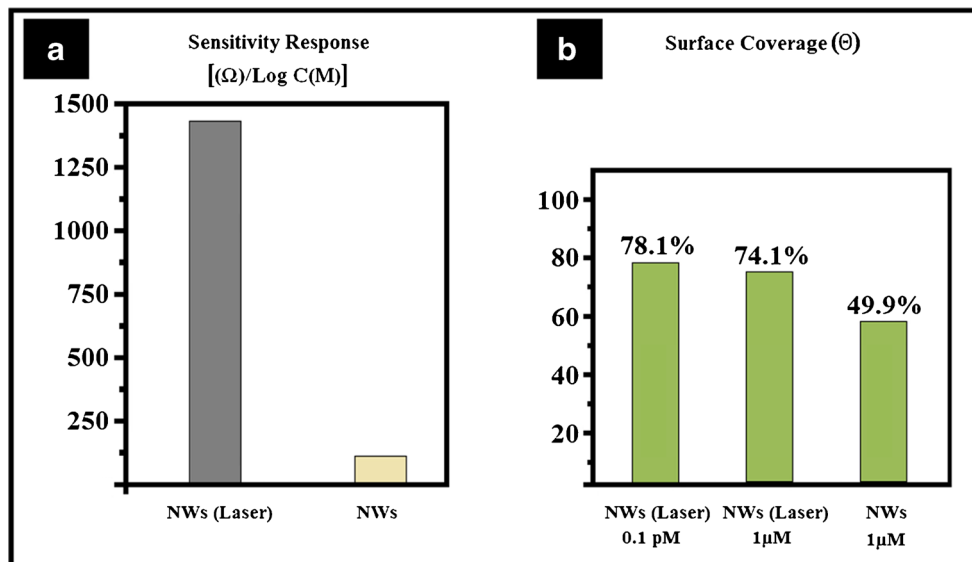 a
Sensitivity Response
[(Ω)/Log C(M)]
1500
1250
1000
750
500
250
NWs (Laser)
NWs
b
Surface Coverage (Θ)
100
80
60
40
20
78.1%
74.1%
49.9%
NWs (Laser)
0.1 pM
NWs (Laser)
1µM
NWs
1µM